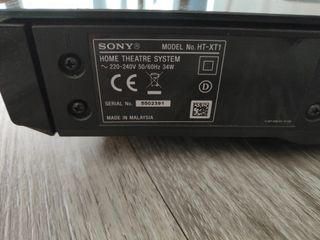 SONY® MODEL No. HT-XT1
HOME THEATRE SYSTEM
~ 220-240V 50/60Hz 34W
CE D
SERIAL No. 5502391
MADE IN MALAYSIA